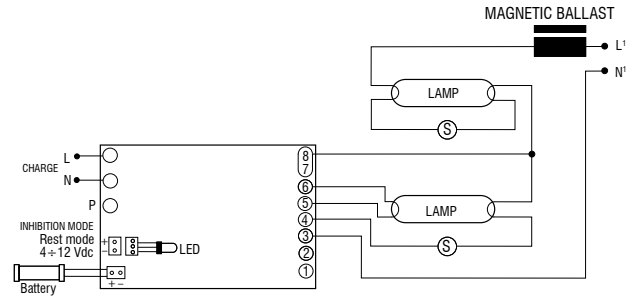 MAGNETIC BALLAST
L¹
N¹
LAMP
S
L
CHARGE
N
P
8
7
6
5
4
3
2
1
LAMP
S
INHIBITION MODE
Rest mode
4÷12 Vdc
+
-
LED
+ -
Battery